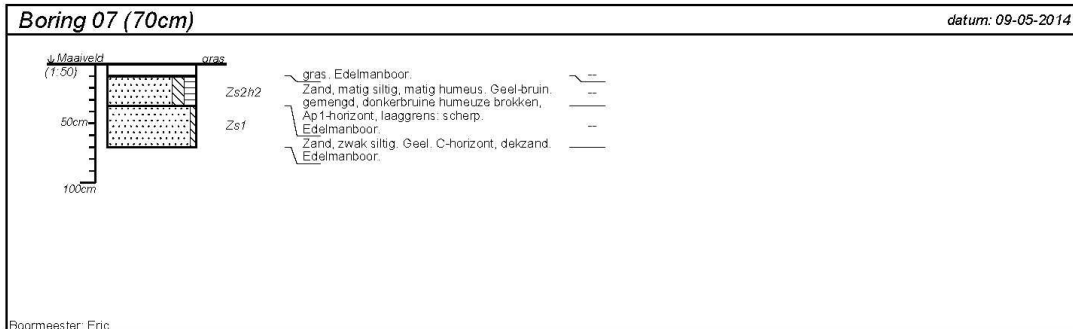 Boring 07 (70cm)
datum: 09-05-2014
↓ Maaiveld
gras
(1:50)
gras. Edelmanboor.
--
Zs2h2
Zand, matig siltig, matig humeus. Geel-bruin.
--
gemengd, donkerbruine humeuze brokken,
Ap1-horizont, laaggrens: scherp.
Edelmanboor.
50cm
Zs1
--
Zand, zwak siltig. Geel. C-horizont, dekzand.
Edelmanboor.
100cm
Boormeester: Eric